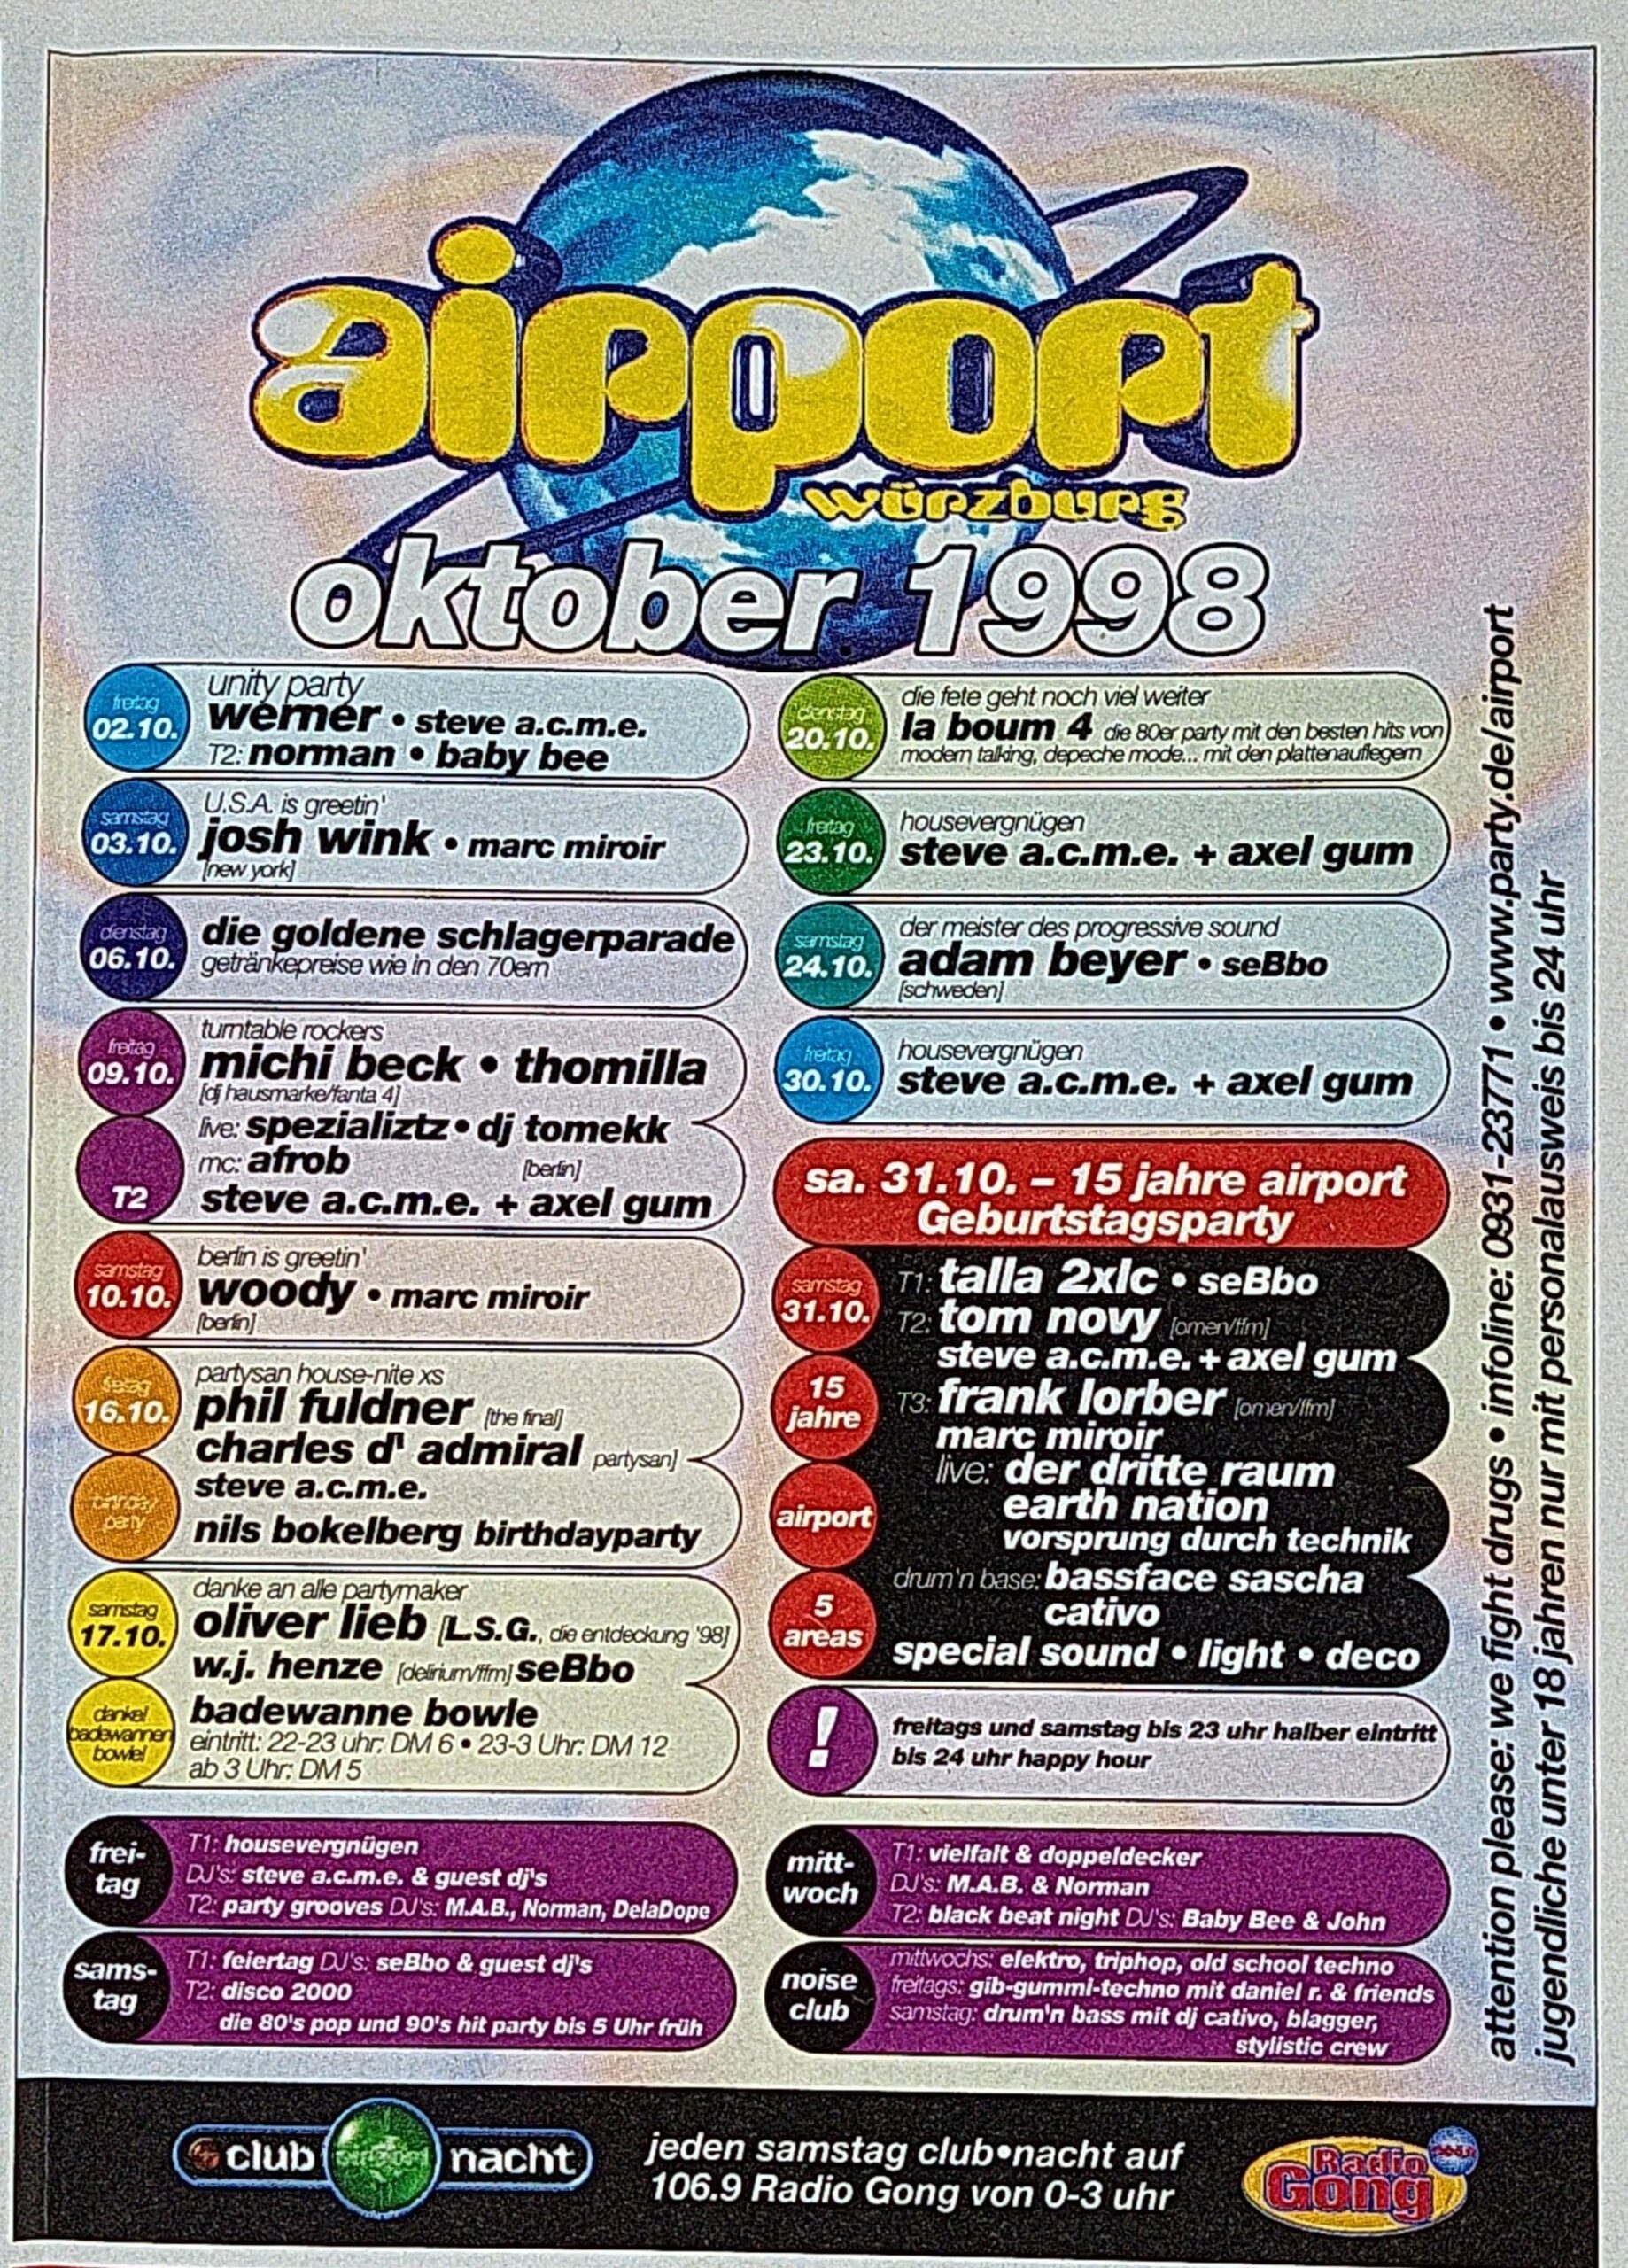 airport
würzburg
oktober 1998
freitag
02.10.
unity party
werner • steve a.c.m.e.
T2: norman • baby bee
samstag
03.10.
U.S.A. is greetin'
josh wink • marc miroir
[new york]
dienstag
06.10.
die goldene schlagerparade
getränkepreise wie in den 70ern
freitag
09.10.
turntable rockers
michi beck • thomilla
[dj hausmarke/fanta 4]
live: spezializtz • dj tomekk
mc: afrob [berlin]
T2
steve a.c.m.e. + axel gum
samstag
10.10.
berlin is greetin'
woody • marc miroir
[berlin]
freitag
16.10.
partysan house-nite xs
phil fuldner [the final]
charles d' admiral partysan]
steve a.c.m.e.
birthday
party
nils bokelberg birthdayparty
samstag
17.10.
danke an alle partymaker
oliver lieb [L.S.G., die entdeckung '98]
w.j. henze [delirium/ffm] seBbo
danke!
badewannen
bowle!
badewanne bowle
eintritt: 22-23 uhr: DM 6 • 23-3 Uhr: DM 12
ab 3 Uhr: DM 5
dienstag
20.10.
die fete geht noch viel weiter
la boum 4 die 80er party mit den besten hits von
modern talking, depeche mode... mit den plattenauflegern
freitag
23.10.
housevergnügen
steve a.c.m.e. + axel gum
samstag
24.10.
der meister des progressive sound
adam beyer • seBbo
[schweden]
freitag
30.10.
housevergnügen
steve a.c.m.e. + axel gum
sa. 31.10. – 15 jahre airport
Geburtstagsparty
samstag
31.10.
T1: talla 2xlc • seBbo
T2: tom novy [omen/ffm]
steve a.c.m.e. + axel gum
15
jahre
T3: frank lorber [omen/ffm]
marc miroir
live: der dritte raum
airport
earth nation
vorsprung durch technik
5
areas
drum'n base: bassface sascha
cativo
special sound • light • deco
!
freitags und samstag bis 23 uhr halber eintritt
bis 24 uhr happy hour
frei-
tag
T1: housevergnügen
DJ's: steve a.c.m.e. & guest dj's
T2: party grooves DJ's: M.A.B., Norman, DelaDope
sams-
tag
T1: feiertag DJ's: seBbo & guest dj's
T2: disco 2000
die 80's pop und 90's hit party bis 5 Uhr früh
mitt-
woch
T1: vielfalt & doppeldecker
DJ's: M.A.B. & Norman
T2: black beat night DJ's: Baby Bee & John
noise
club
mittwochs: elektro, triphop, old school techno
freitags: gib-gummi-techno mit daniel r. & friends
samstag: drum'n bass mit dj cativo, blagger,
stylistic crew
attention please: we fight drugs • infoline: 0931-23771 • www.party.de/airport
jugendliche unter 18 jahren nur mit personalausweis bis 24 uhr
club nacht
jeden samstag club•nacht auf
106.9 Radio Gong von 0-3 uhr
Radio
Gong